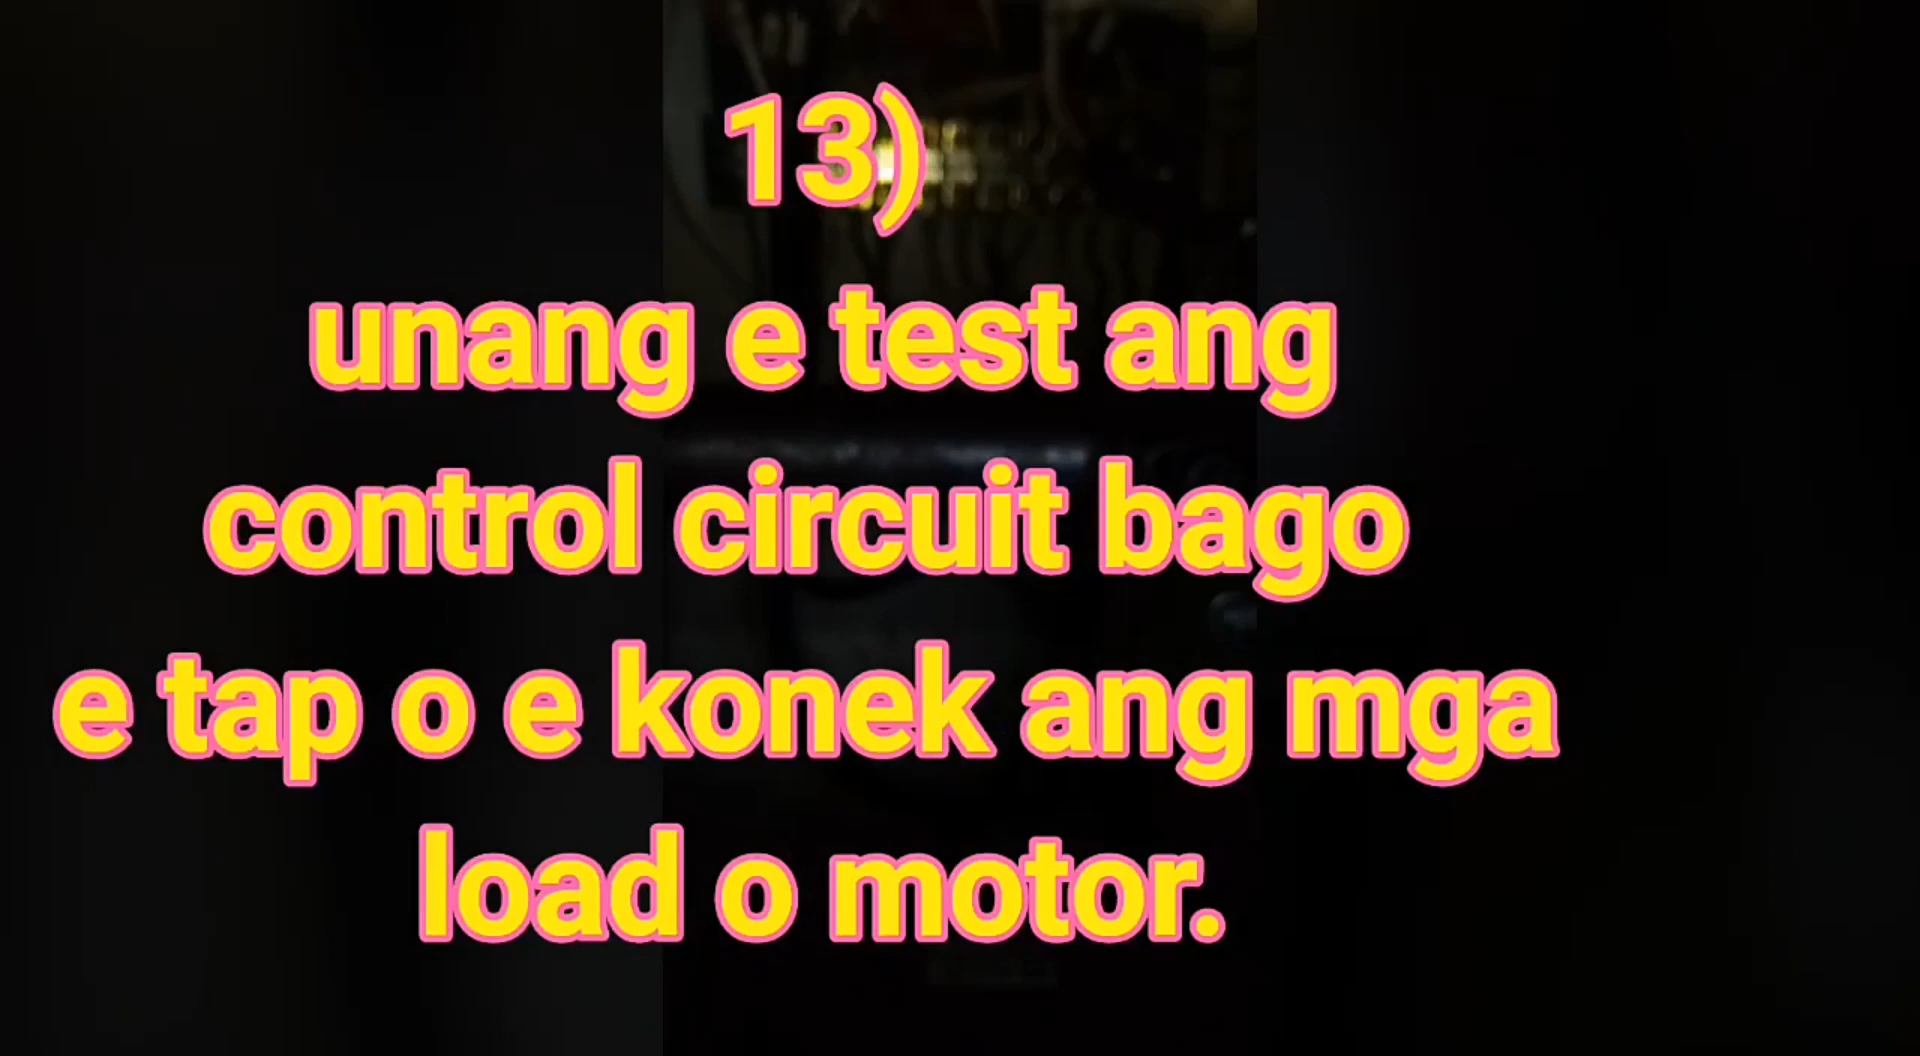 13)
unang e test ang
control circuit bago
e tap o e konek ang mga
load o motor.